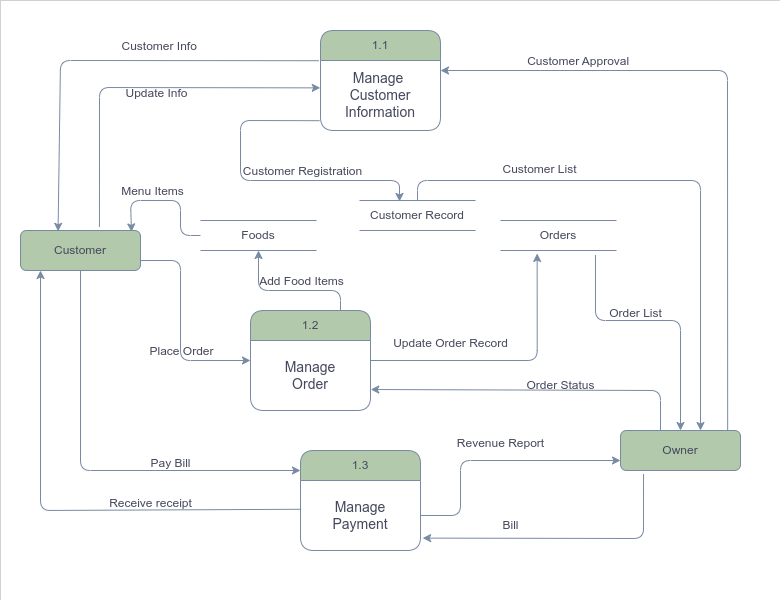 1.1
Customer Info
Customer Approval
Manage
Customer
Information
Update Info
Customer Registration
Customer List
Menu Items
Customer Record
Foods
Orders
Customer
Add Food Items
Order List
1.2
Update Order Record
Place Order
Manage
Order
Order Status
Revenue Report
Owner
Pay Bill
1.3
Receive receipt
Manage
Payment
Bill